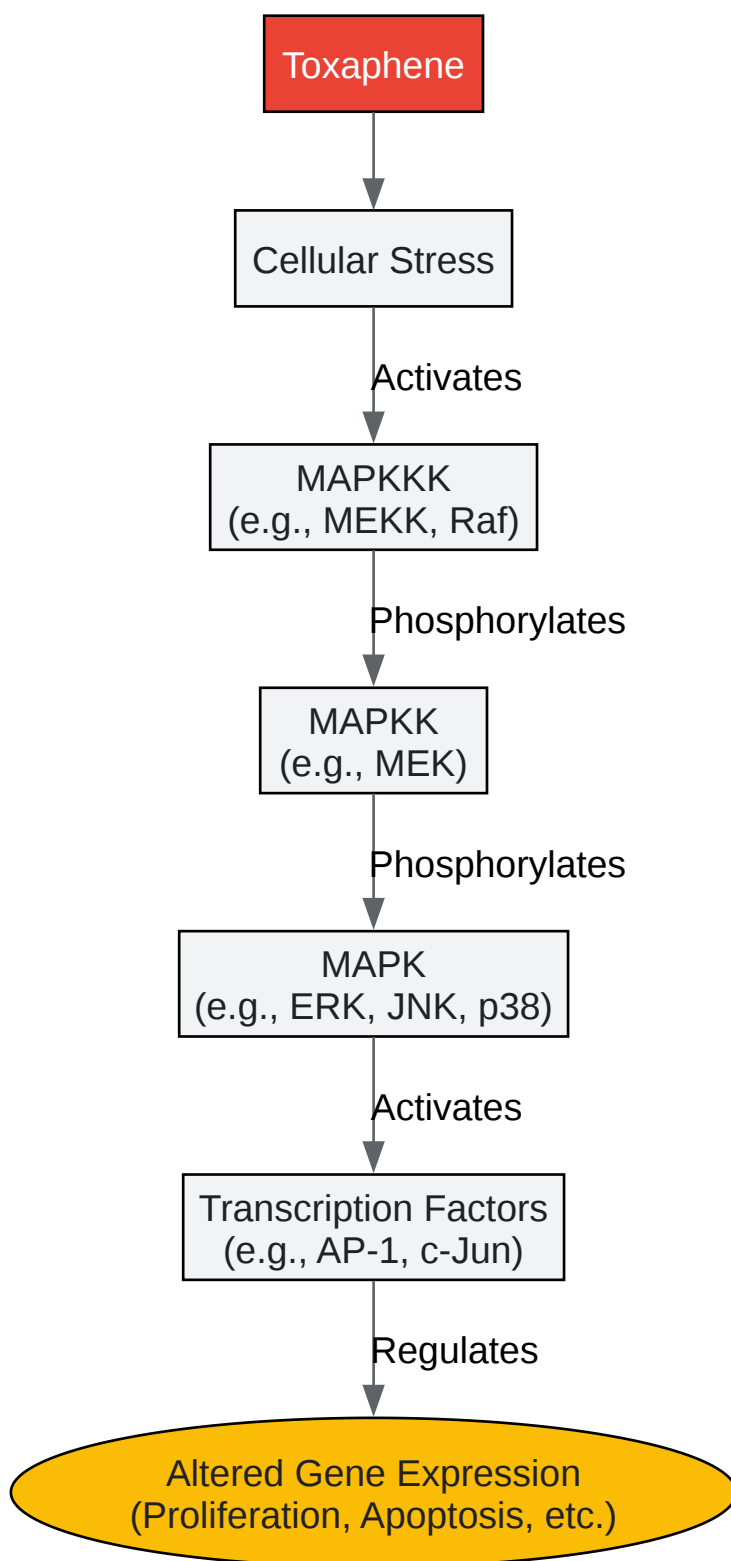 Toxaphene
Cellular Stress
Activates
MAPKKK
(e.g., MEKK, Raf)
Phosphorylates
MAPKK
(e.g., MEK)
Phosphorylates
MAPK
(e.g., ERK, JNK, p38)
Activates
Transcription Factors
(e.g., AP-1, c-Jun)
Regulates
Altered Gene Expression
(Proliferation, Apoptosis, etc.)